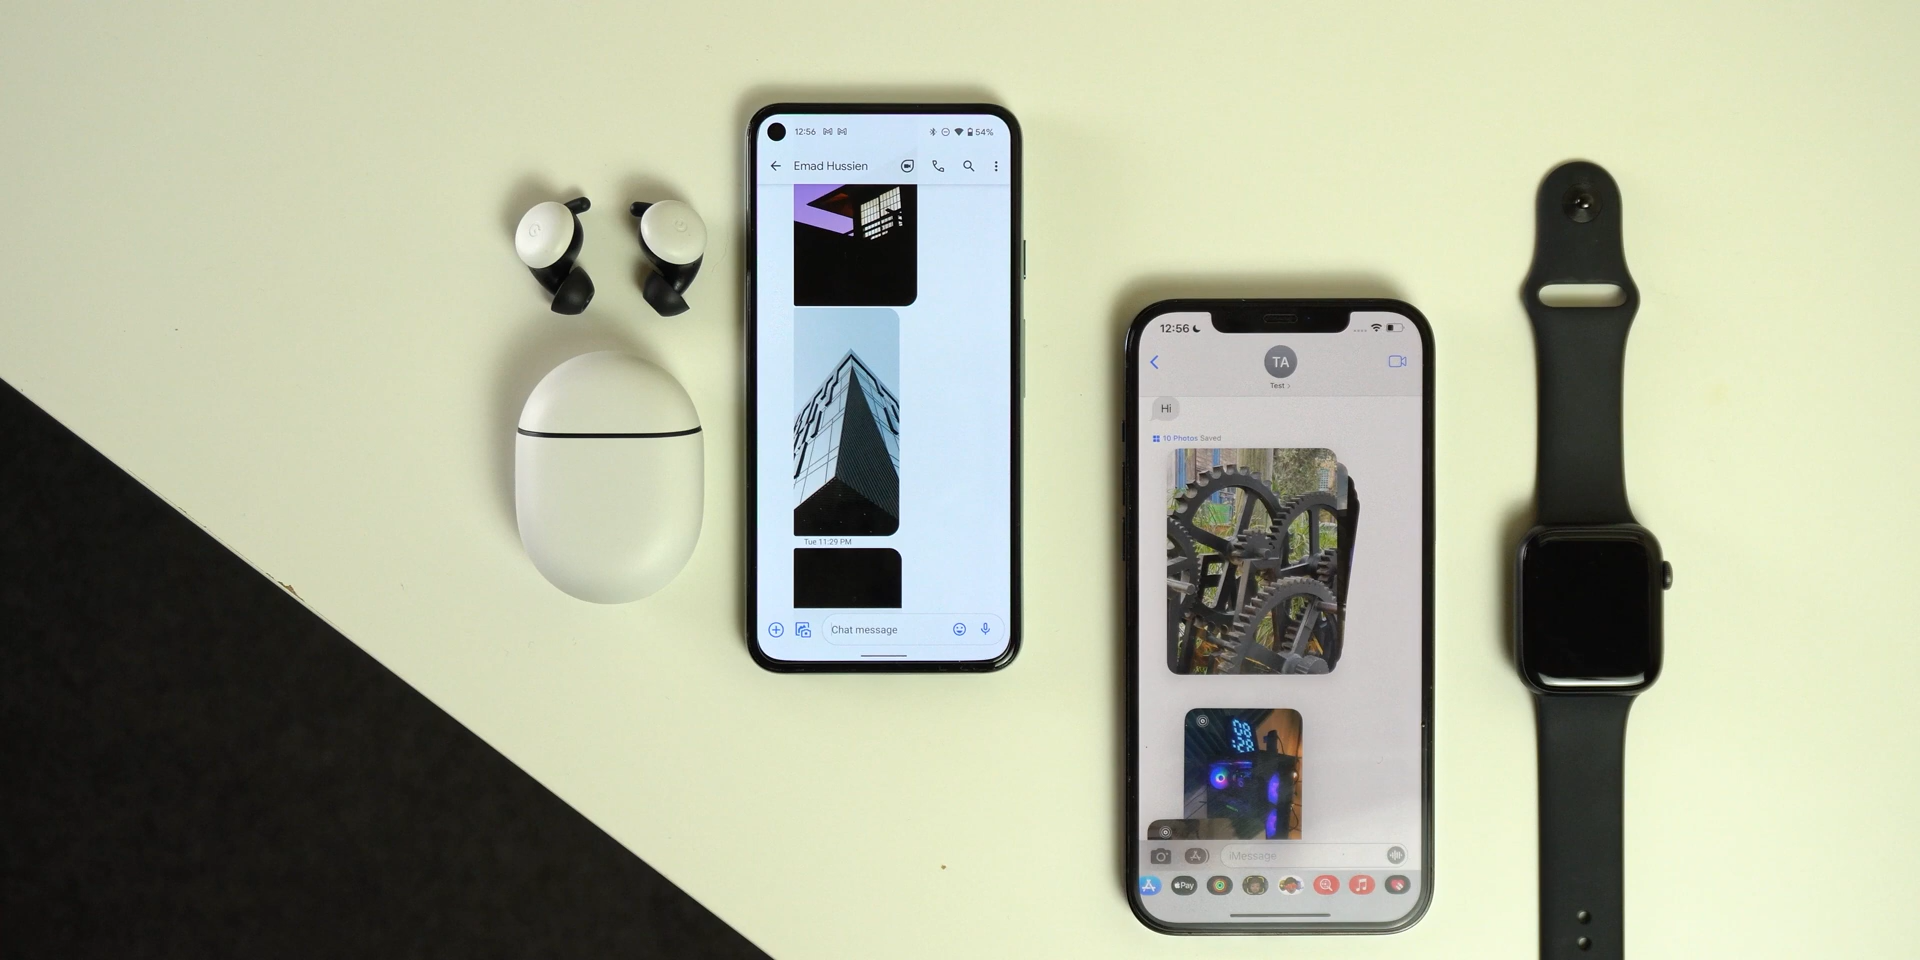 12:56 54%
Emad Hussien
Tue 11:29 PM
Chat message
12:56
TA
Test
Hi
10 Photos Saved
iMessage
Pay